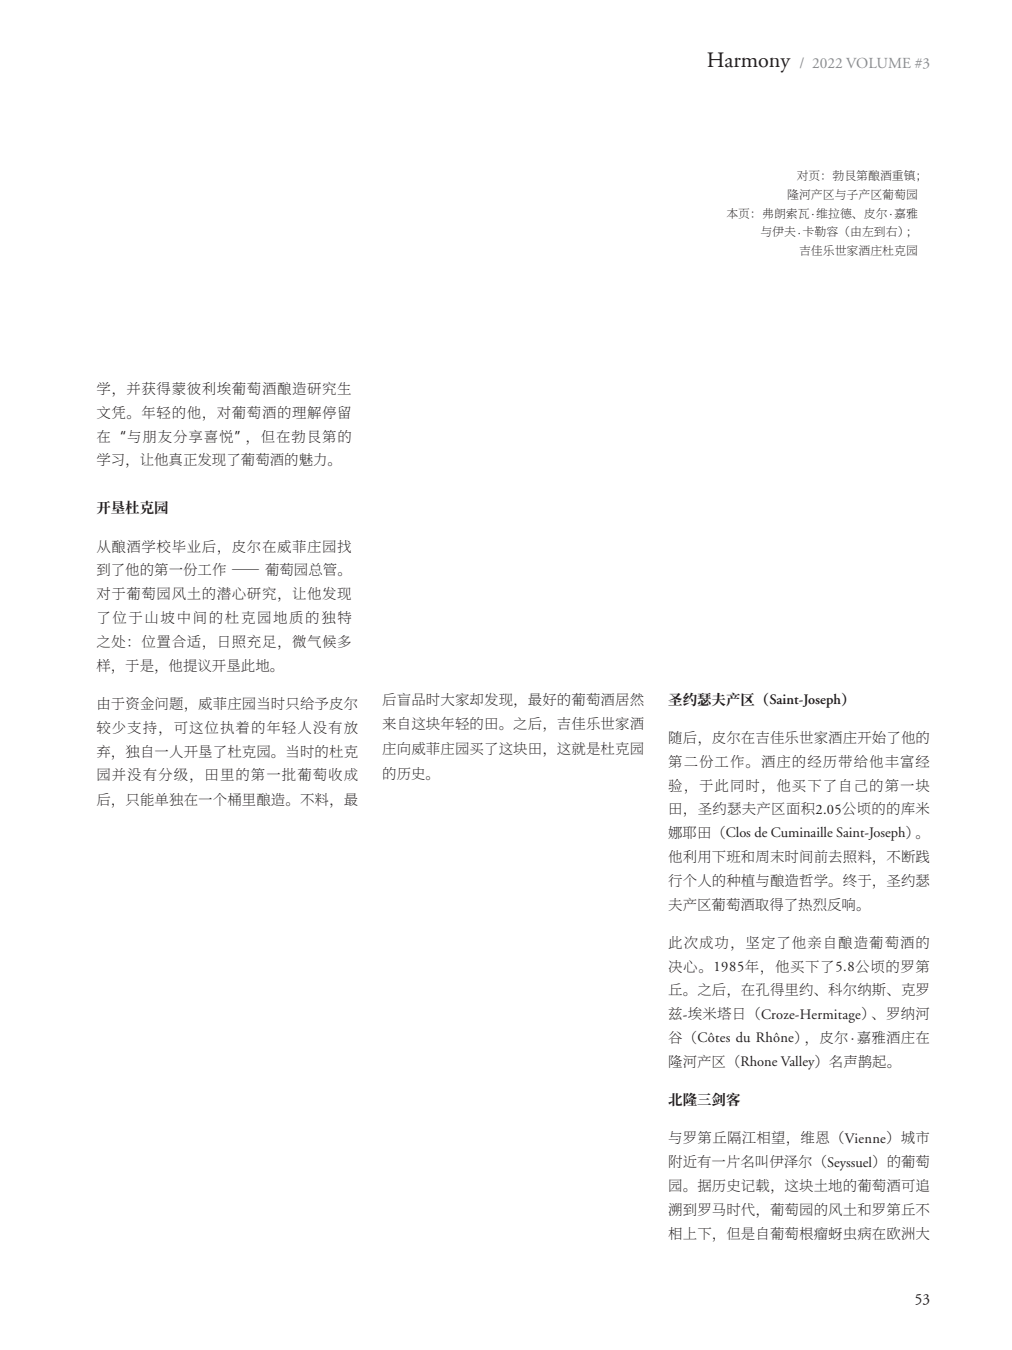 Harmony / 2022 VOLUME #3
对页：勃艮第酿酒重镇；
隆河产区与子产区葡萄园
本页：弗朗索瓦·维拉德、皮尔·嘉雅
与伊夫·卡勒容（由左到右）；
吉佳乐世家酒庄杜克园
学，并获得蒙彼利埃葡萄酒酿造研究生
文凭。年轻的他，对葡萄酒的理解停留
在“与朋友分享喜悦”，但在勃艮第的
学习，让他真正发现了葡萄酒的魅力。
开垦杜克园
从酿酒学校毕业后，皮尔在威菲庄园找
到了他的第一份工作 —— 葡萄园总管。
对于葡萄园风土的潜心研究，让他发现
了位于山坡中间的杜克园地质的独特
之处：位置合适，日照充足，微气候多
样，于是，他提议开垦此地。
由于资金问题，威菲庄园当时只给予皮尔
较少支持，可这位执着的年轻人没有放
弃，独自一人开垦了杜克园。当时的杜克
园并没有分级，田里的第一批葡萄收成
后，只能单独在一个桶里酿造。不料，最
后盲品时大家却发现，最好的葡萄酒居然
来自这块年轻的田。之后，吉佳乐世家酒
庄向威菲庄园买了这块田，这就是杜克园
的历史。
圣约瑟夫产区（Saint-Joseph）
随后，皮尔在吉佳乐世家酒庄开始了他的
第二份工作。酒庄的经历带给他丰富经
验，于此同时，他买下了自己的第一块
田，圣约瑟夫产区面积2.05公顷的的库米
娜耶田（Clos de Cuminaille Saint-Joseph）。
他利用下班和周末时间前去照料，不断践
行个人的种植与酿造哲学。终于，圣约瑟
夫产区葡萄酒取得了热烈反响。
此次成功，坚定了他亲自酿造葡萄酒的
决心。1985年，他买下了5.8公顷的罗第
丘。之后，在孔得里约、科尔纳斯、克罗
兹-埃米塔日（Croze-Hermitage）、罗纳河
谷（Côtes du Rhône），皮尔·嘉雅酒庄在
隆河产区（Rhone Valley）名声鹊起。
北隆三剑客
与罗第丘隔江相望，维恩（Vienne）城市
附近有一片名叫伊泽尔（Seyssuel）的葡萄
园。据历史记载，这块土地的葡萄酒可追
溯到罗马时代，葡萄园的风土和罗第丘不
相上下，但是自葡萄根瘤蚜虫病在欧洲大
53